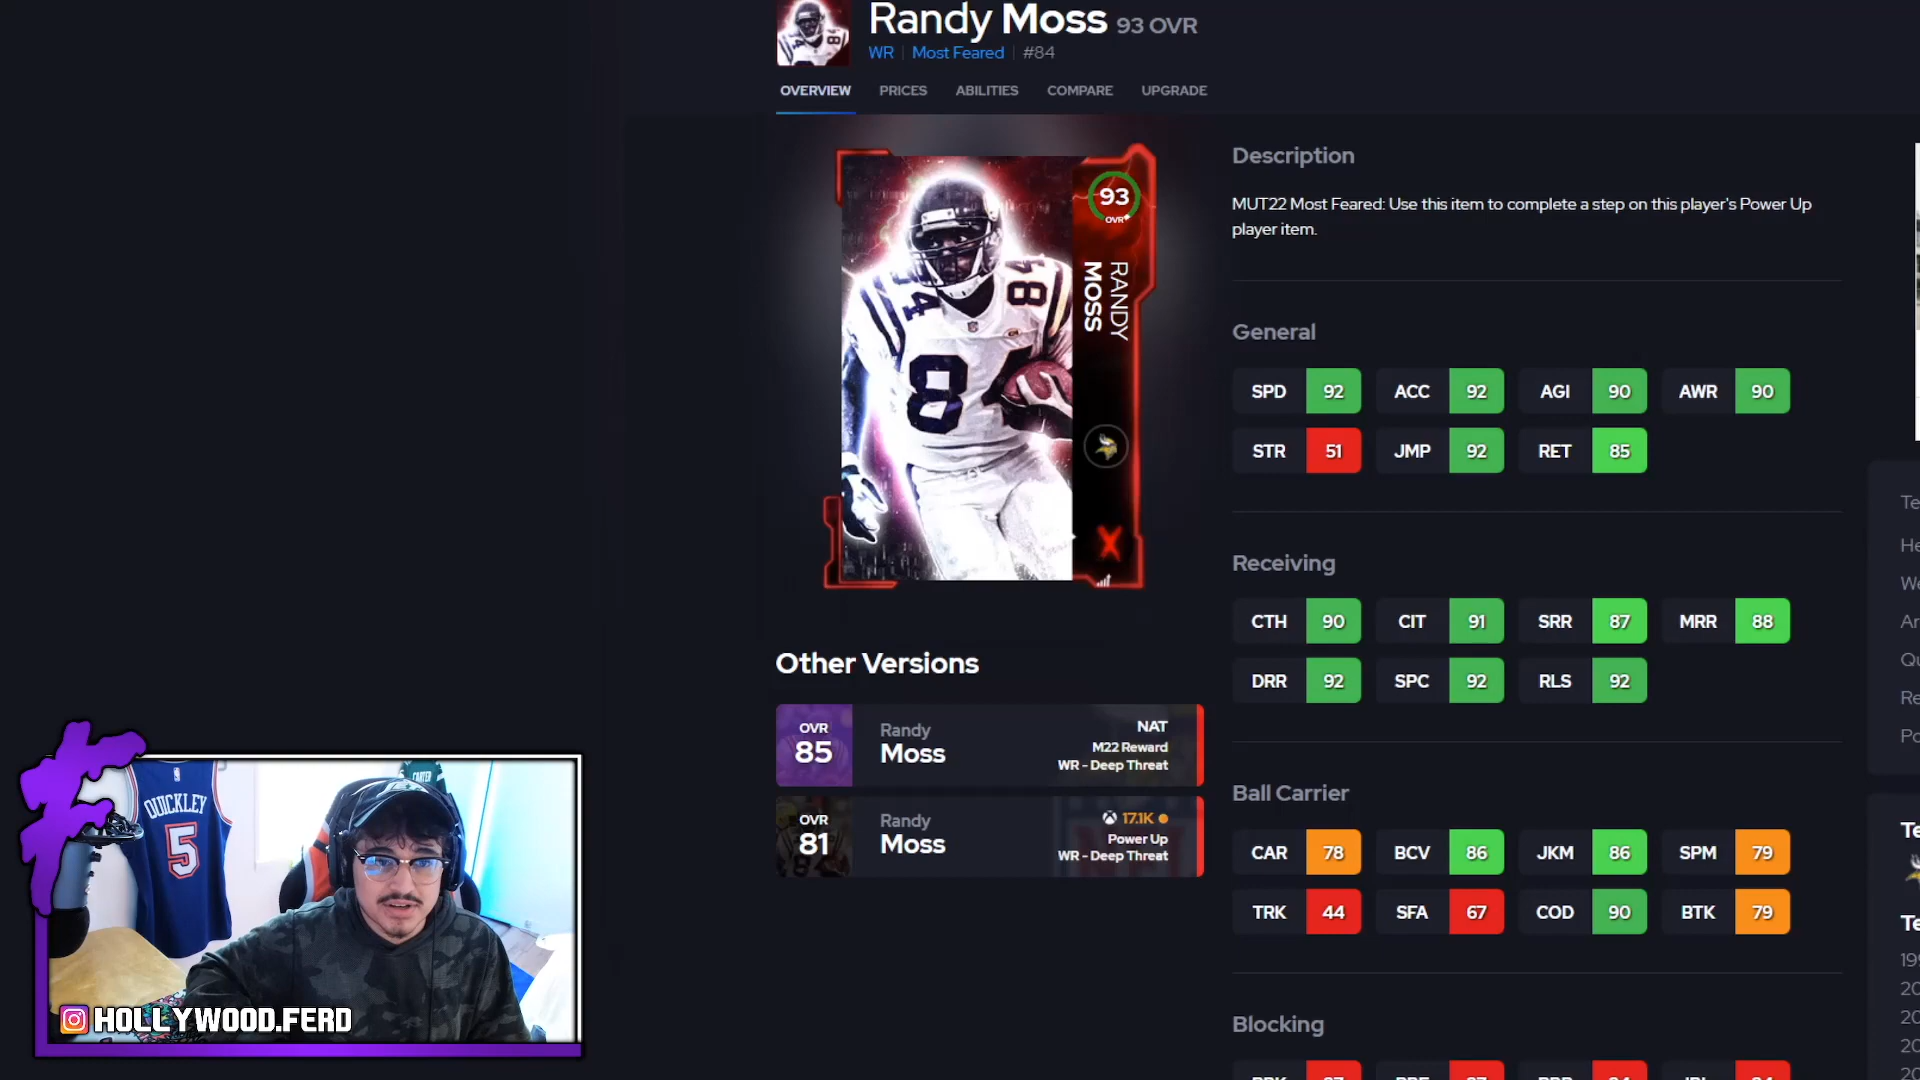 Randy Moss 93 OVR
WR | Most Feared | #84
OVERVIEW PRICES ABILITIES COMPARE UPGRADE
93
OVR
RANDY
MOSS
84
84
Description
MUT22 Most Feared: Use this item to complete a step on this player's Power Up
player item.
General
SPD 92 ACC 92 AGI 90 AWR 90
STR 51 JMP 92 RET 85
Receiving
CTH 90 CIT 91 SRR 87 MRR 88
DRR 92 SPC 92 RLS 92
Ball Carrier
CAR 78 BCV 86 JKM 86 SPM 79
TRK 44 SFA 67 COD 90 BTK 79
Blocking
Other Versions
OVR
85
Randy
Moss
NAT
M22 Reward
WR - Deep Threat
OVR
81
Randy
Moss
17.1K
Power Up
WR - Deep Threat
QUICKLEY
5
CARTER
JETS
HOLLYWOOD.FERD